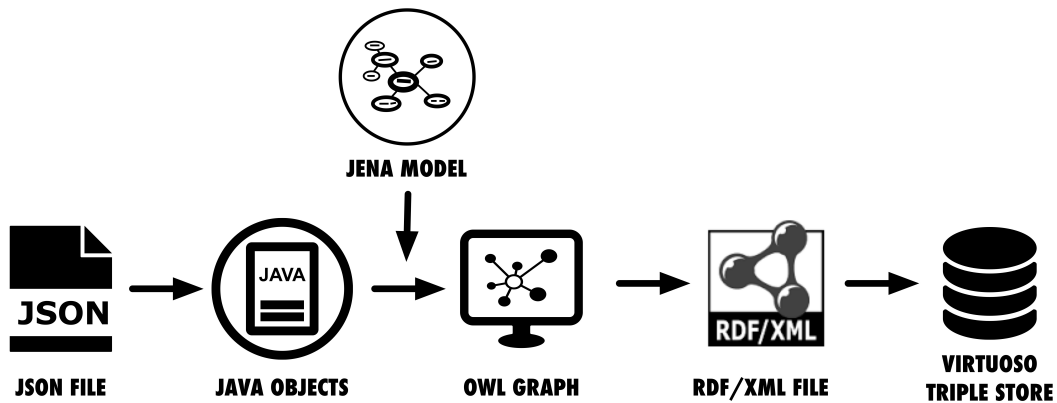 JENA MODEL
JSON
JAVA
RDF/XML
JSON FILE
JAVA OBJECTS
OWL GRAPH
RDF/XML FILE
VIRTUOSO
TRIPLE STORE